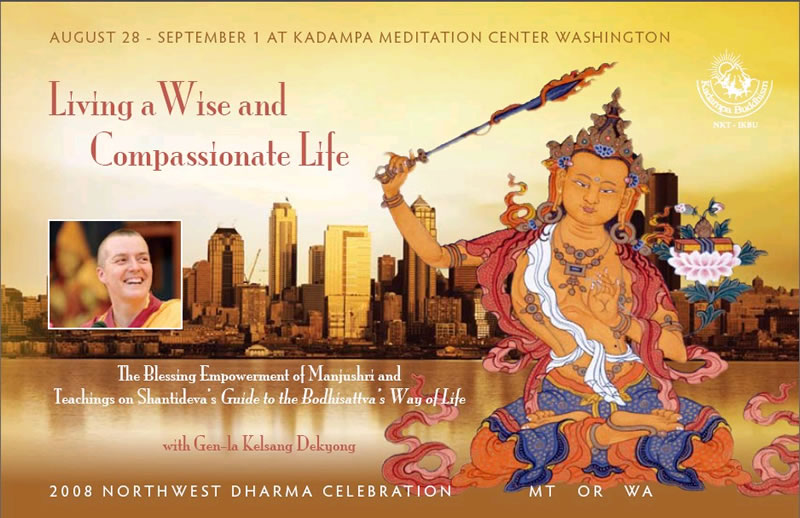 AUGUST 28 - SEPTEMBER 1 AT KADAMPA MEDITATION CENTER WASHINGTON
Living a Wise and
Compassionate Life
Kadampa Buddhism
NKT - IKBU
The Blessing Empowerment of Manjushri and
Teachings on Shantideva's Guide to the Bodhisattva's Way of Life
with Gen-la Kelsang Dekyong
2008 NORTHWEST DHARMA CELEBRATION MT OR WA